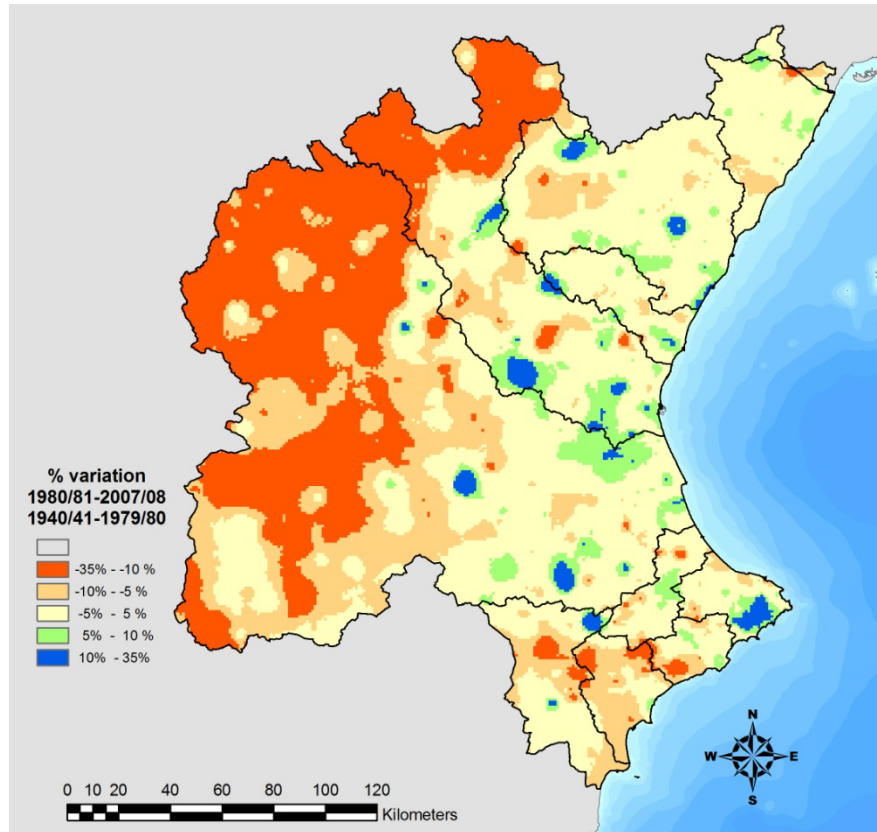 % variation
1980/81-2007/08
1940/41-1979/80
-35% - -10 %
-10% - -5 %
-5% - 5 %
5% - 10 %
10% - 35%
N
W E
S
0 10 20 40 60 80 100 120
Kilometers